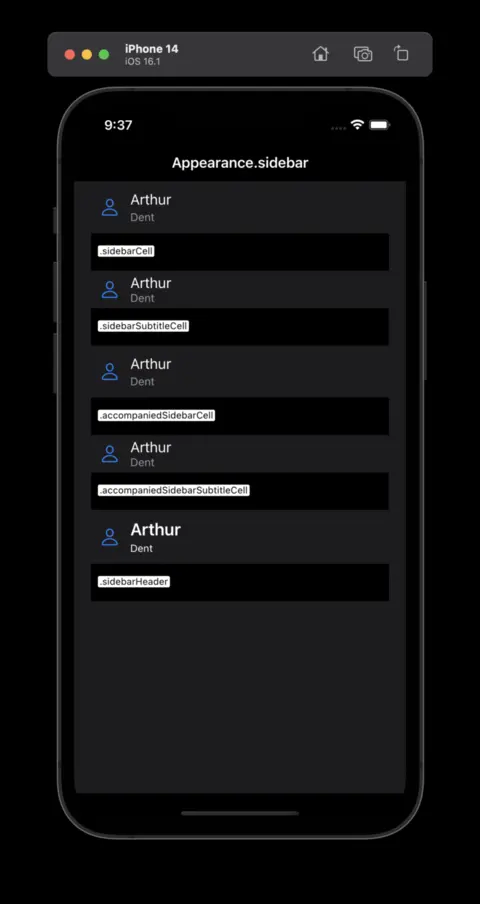 iPhone 14
iOS 16.1
9:37
Appearance.sidebar
Arthur
Dent
.sidebarCell
Arthur
Dent
.sidebarSubtitleCell
Arthur
Dent
.accompaniedSidebarCell
Arthur
Dent
.accompaniedSidebarSubtitleCell
Arthur
Dent
.sidebarHeader